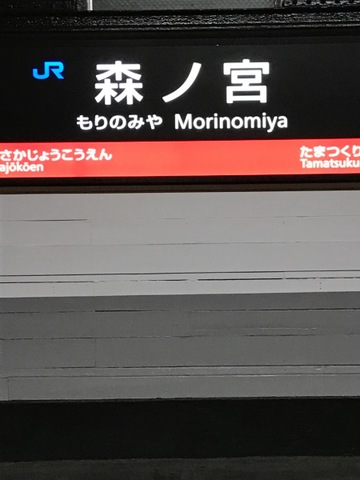 JR 森ノ宮
もりのみや Morinomiya
さかじょうこうえん たまつくり
ajōkōen Tamatsuku